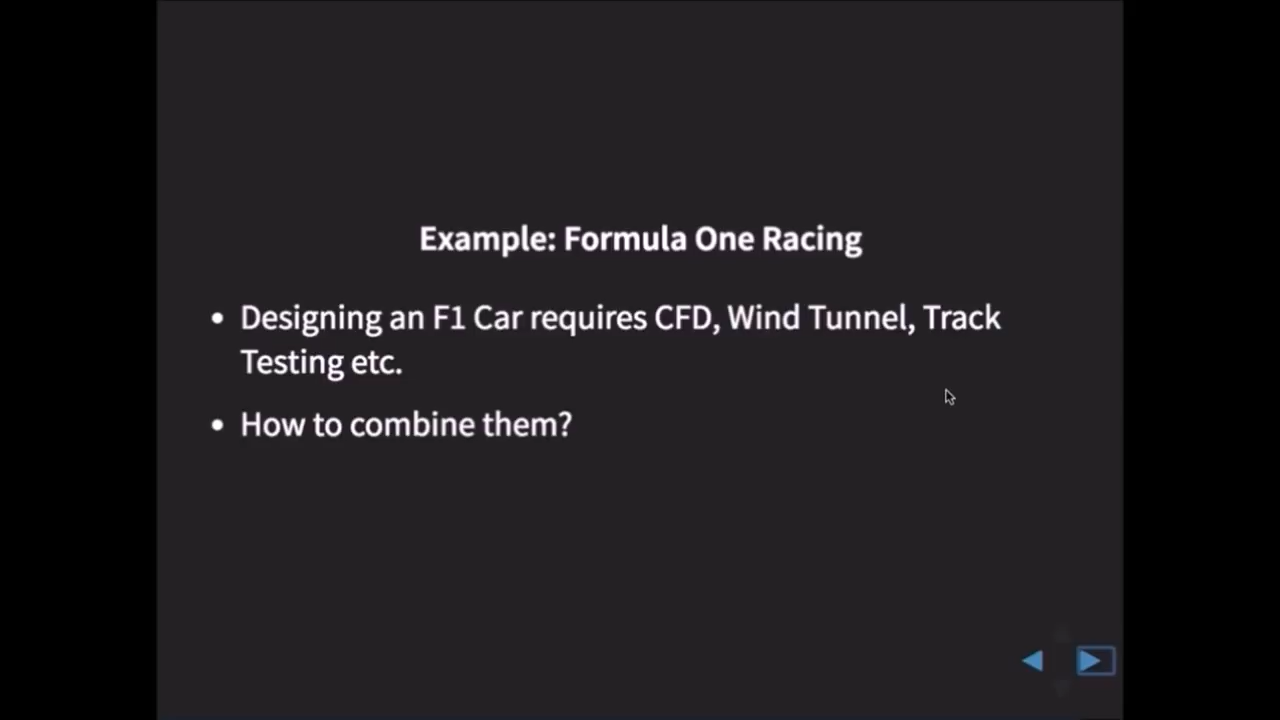 Example: Formula One Racing
• Designing an F1 Car requires CFD, Wind Tunnel, Track
Testing etc.
• How to combine them?